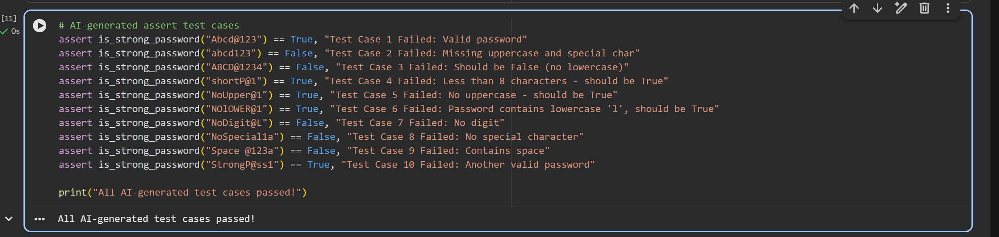 [11]
0s
# AI-generated assert test cases
assert is_strong_password("Abcd@123") == True, "Test Case 1 Failed: Valid password"
assert is_strong_password("abcd123") == False, "Test Case 2 Failed: Missing uppercase and special char"
assert is_strong_password("ABCD@1234") == False, "Test Case 3 Failed: Should be False (no lowercase)"
assert is_strong_password("shortP@1") == True, "Test Case 4 Failed: Less than 8 characters - should be True"
assert is_strong_password("NoUpper@1") == True, "Test Case 5 Failed: No uppercase - should be True"
assert is_strong_password("NOlOWER@1") == True, "Test Case 6 Failed: Password contains lowercase 'l', should be True"
assert is_strong_password("NoDigit@L") == False, "Test Case 7 Failed: No digit"
assert is_strong_password("NoSpecial1a") == False, "Test Case 8 Failed: No special character"
assert is_strong_password("Space @123a") == False, "Test Case 9 Failed: Contains space"
assert is_strong_password("StrongP@ss1") == True, "Test Case 10 Failed: Another valid password"
print("All AI-generated test cases passed!")
All AI-generated test cases passed!